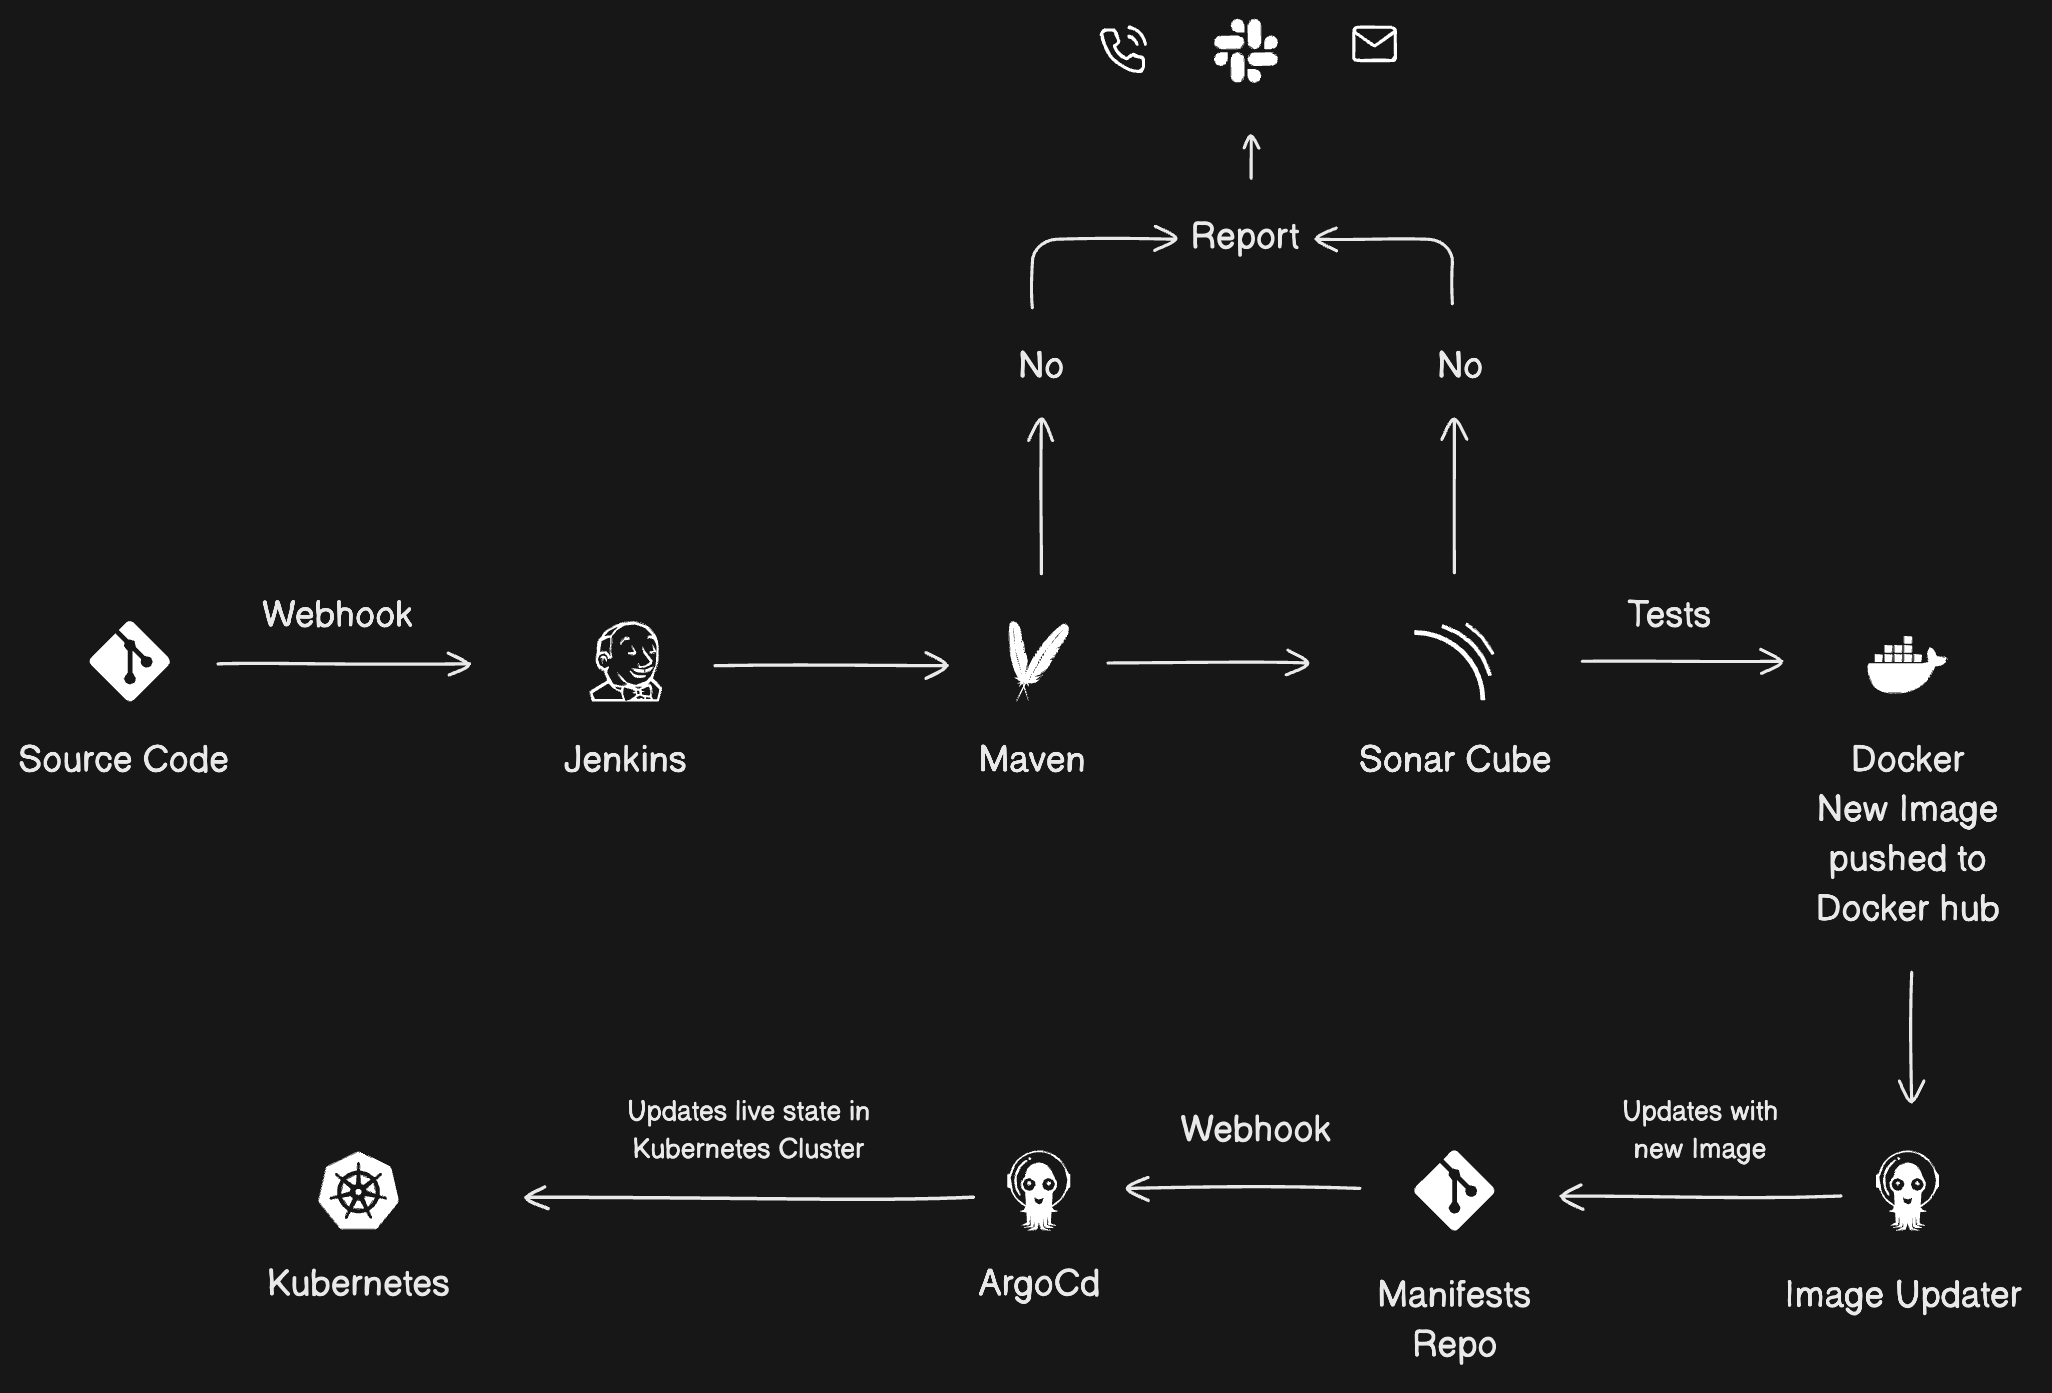 Report
No
No
Webhook
Tests
Source Code
Jenkins
Maven
Sonar Cube
Docker
New Image
pushed to
Docker hub
Updates live state in
Kubernetes Cluster
Webhook
Updates with
new Image
Kubernetes
ArgoCd
Manifests
Repo
Image Updater